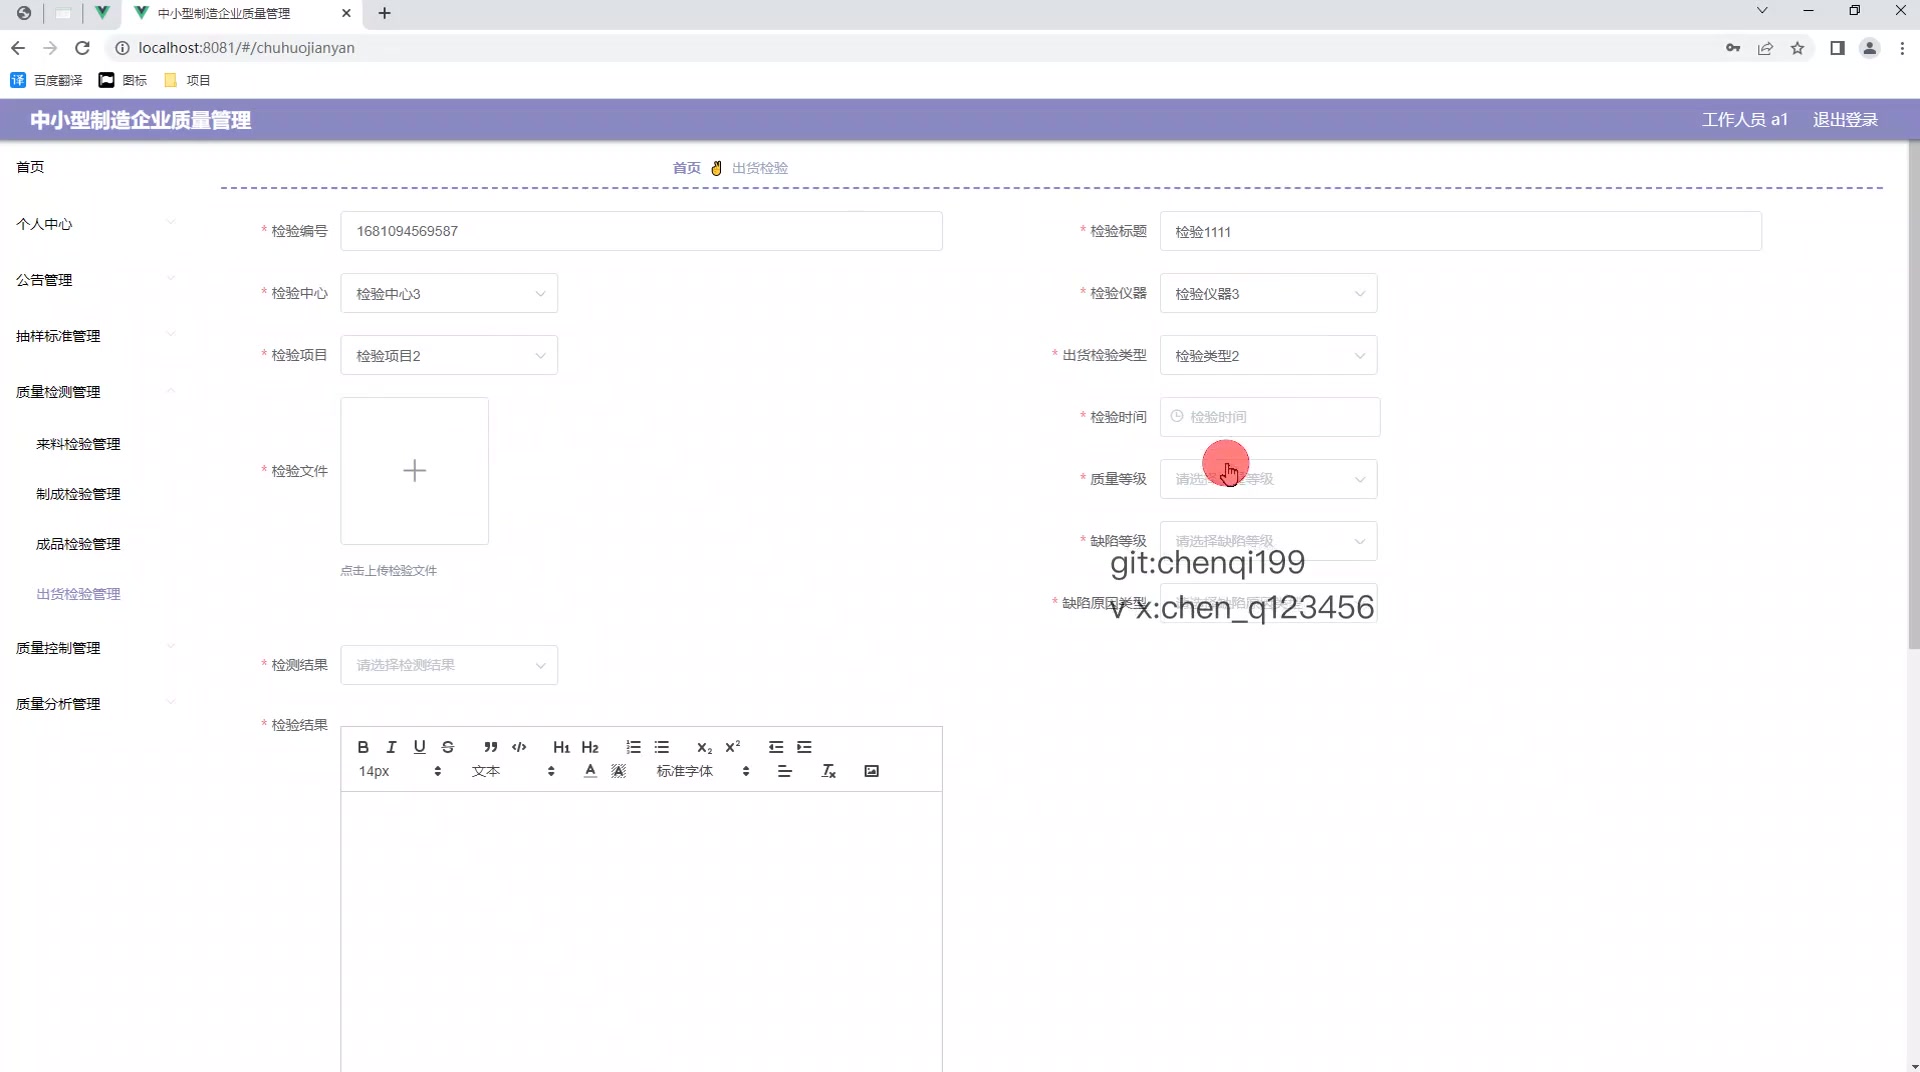 中小型制造企业质量管理
localhost:8081/#/chuhuojianyan
百度翻译 图标 项目
中小型制造企业质量管理
工作人员 a1 退出登录
首页
首页 出货检验
个人中心
公告管理
抽样标准管理
质量检测管理
来料检验管理
制成检验管理
成品检验管理
出货检验管理
质量控制管理
质量分析管理
* 检验编号 1681094569587
* 检验标题 检验1111
* 检验中心 检验中心3
* 检验仪器 检验仪器3
* 检验项目 检验项目2
* 出货检验类型 检验类型2
* 检验文件
点击上传检验文件
* 检验时间 检验时间
* 质量等级 请选择质量等级
* 缺陷等级 请选择缺陷等级
git:chenqi199
* 缺陷原因类型
v x:chen_q123456
* 检测结果 请选择检测结果
* 检验结果
B I U S H1 H2 X2 X2
14px 文本 A A 标准字体